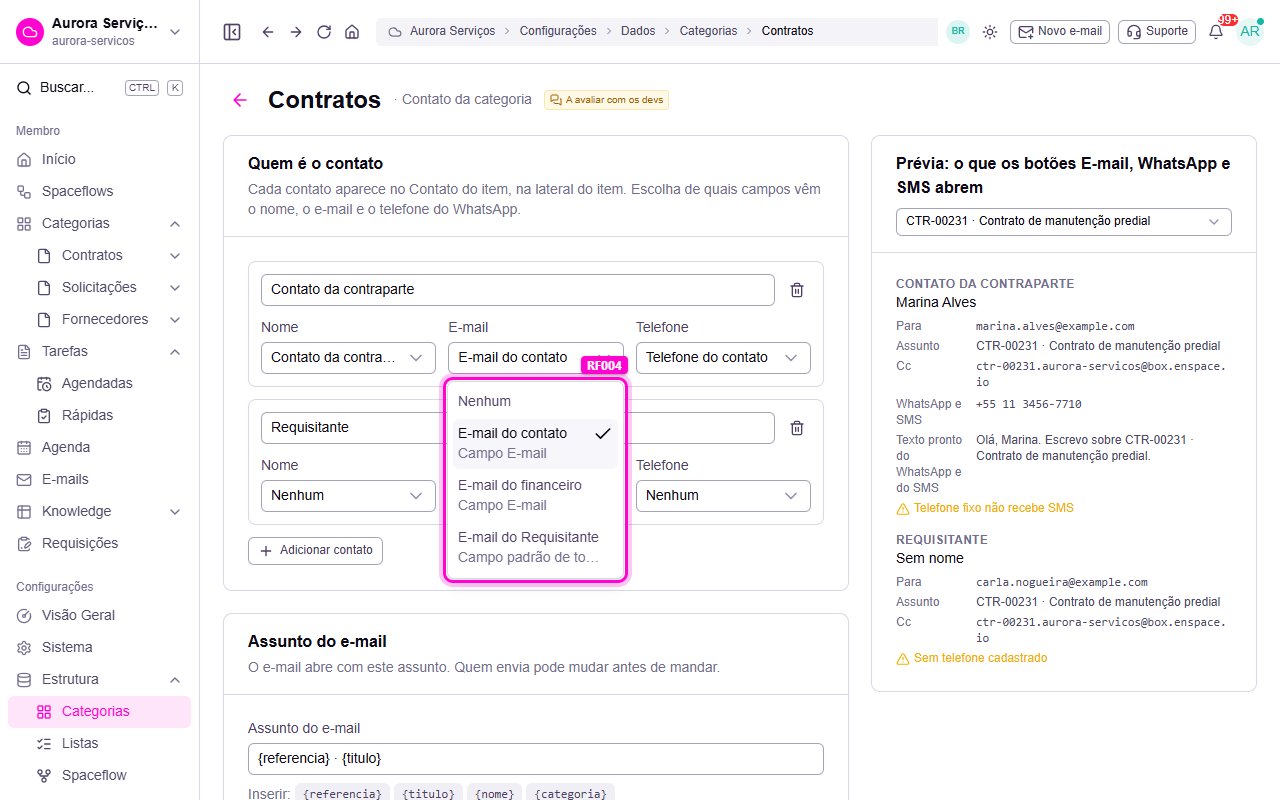 Aurora Serviç...
aurora-servicos
Aurora Serviços
Configurações
Dados
Categorias
Contratos
BR
Novo e-mail
Suporte
99+
AR
Buscar...
CTRL
K
Membro
Início
Spaceflows
Categorias
Contratos
Solicitações
Fornecedores
Tarefas
Agendadas
Rápidas
Agenda
E-mails
Knowledge
Requisições
Configurações
Visão Geral
Sistema
Estrutura
Categorias
Listas
Spaceflow
Contratos
· Contato da categoria
A avaliar com os devs
Quem é o contato
Cada contato aparece no Contato do item, na lateral do item. Escolha de quais campos vêm
o nome, o e-mail e o telefone do WhatsApp.
Contato da contraparte
Nome
E-mail
Telefone
Contato da contra...
E-mail do contato
Telefone do contato
RF004
Nenhum
E-mail do contato
Campo E-mail
E-mail do financeiro
Campo E-mail
E-mail do Requisitante
Campo padrão de to...
Requisitante
Nome
Telefone
Nenhum
Nenhum
Adicionar contato
Assunto do e-mail
O e-mail abre com este assunto. Quem envia pode mudar antes de mandar.
Assunto do e-mail
{referencia} · {titulo}
Inserir: {referencia} {titulo} {nome} {categoria}
Prévia: o que os botões E-mail, WhatsApp e
SMS abrem
CTR-00231 · Contrato de manutenção predial
CONTATO DA CONTRAPARTE
Marina Alves
Para marina.alves@example.com
Assunto CTR-00231 · Contrato de manutenção predial
Cc ctr-00231.aurora-servicos@box.enspace.
io
WhatsApp e +55 11 3456-7710
SMS
Texto pronto Olá, Marina. Escrevo sobre CTR-00231 ·
do Contrato de manutenção predial.
WhatsApp e
do SMS
Telefone fixo não recebe SMS
REQUISITANTE
Sem nome
Para carla.nogueira@example.com
Assunto CTR-00231 · Contrato de manutenção predial
Cc ctr-00231.aurora-servicos@box.enspace.
io
Sem telefone cadastrado